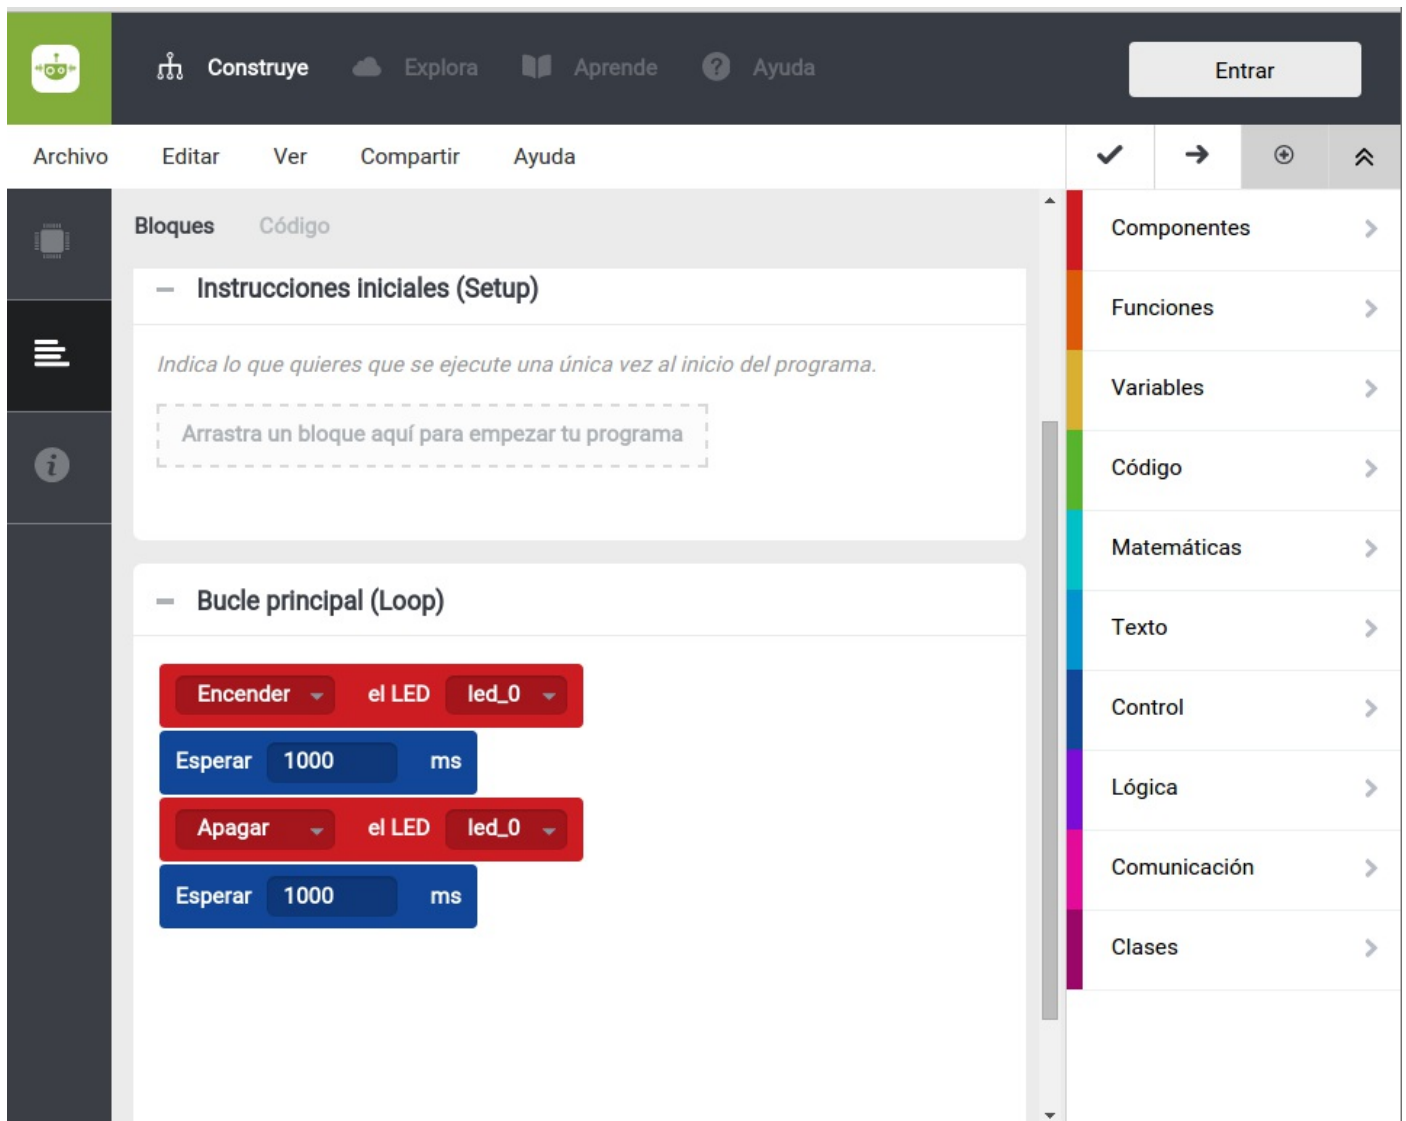 Construye Explora Aprende Ayuda Entrar
Archivo Editar Ver Compartir Ayuda
Bloques Código
Instrucciones iniciales (Setup)
Indica lo que quieres que se ejecute una única vez al inicio del programa.
Arrastra un bloque aquí para empezar tu programa
Bucle principal (Loop)
Encender el LED led_0
Esperar 1000 ms
Apagar el LED led_0
Esperar 1000 ms
Componentes
Funciones
Variables
Código
Matemáticas
Texto
Control
Lógica
Comunicación
Clases